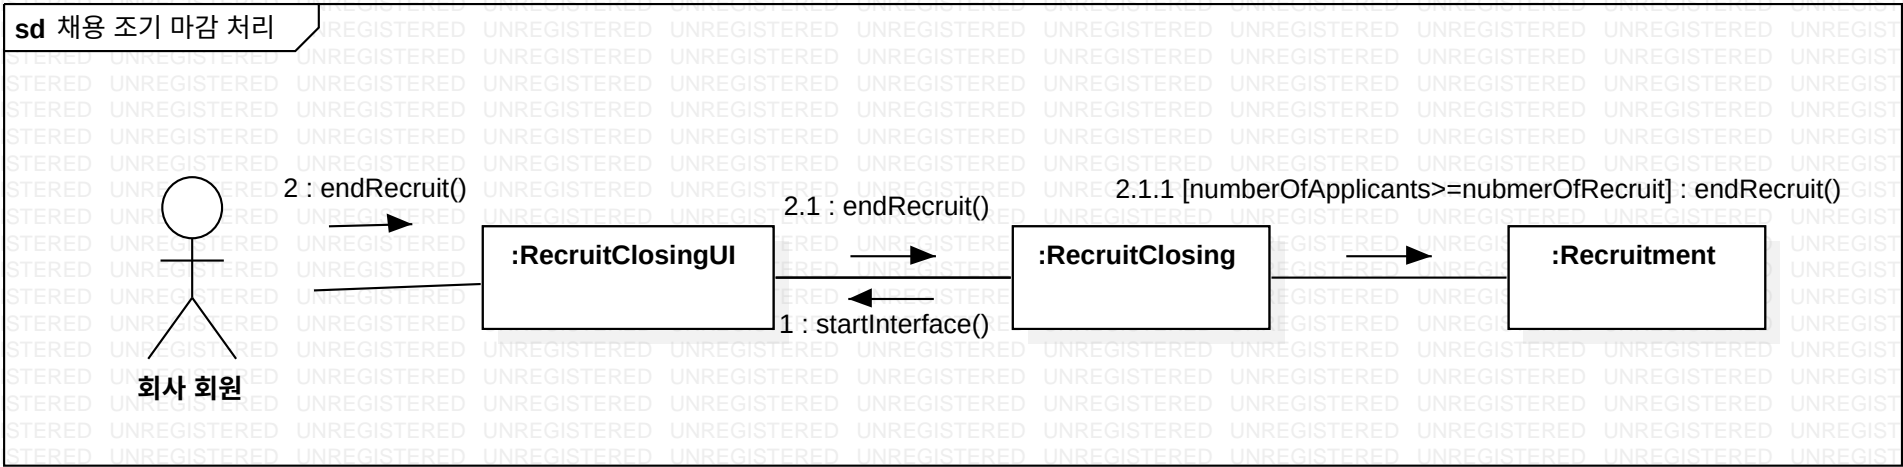 sd 채용 조기 마감 처리
2 : endRecruit()
2.1 : endRecruit()
2.1.1 [numberOfApplicants>=nubmerOfRecruit] : endRecruit()
:RecruitClosingUI
:RecruitClosing
:Recruitment
1 : startInterface()
회사 회원
UNREGISTERED